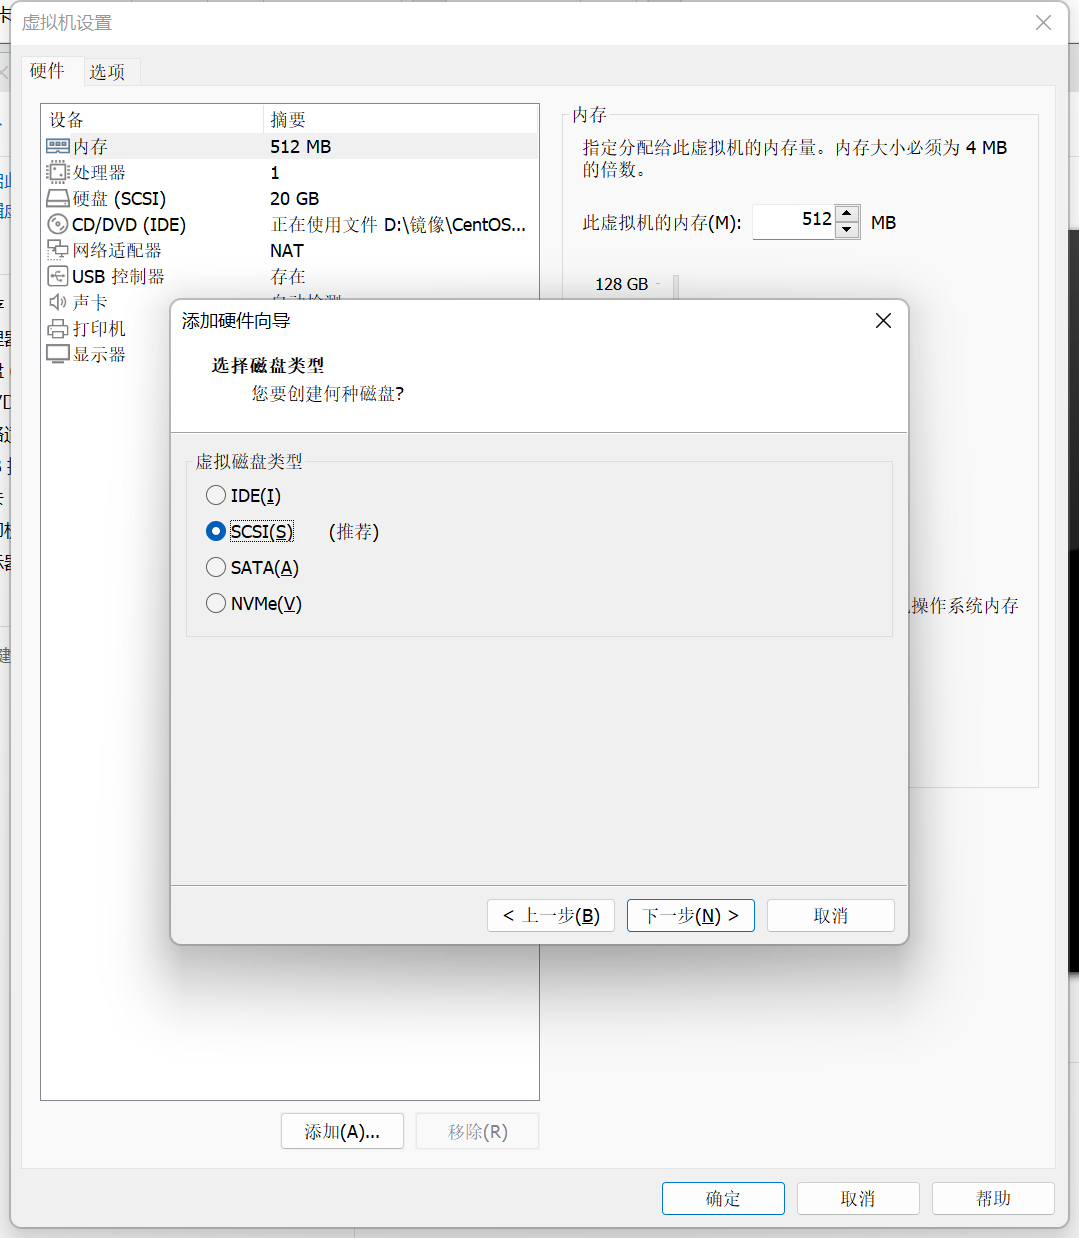 虚拟机设置
硬件
选项
设备 摘要
内存 512 MB
处理器 1
硬盘 (SCSI) 20 GB
CD/DVD (IDE) 正在使用文件 D:\镜像\CentOS...
网络适配器 NAT
USB 控制器 存在
声卡
打印机
显示器
内存
指定分配给此虚拟机的内存量。内存大小必须为 4 MB
的倍数。
此虚拟机的内存(M): 512 MB
128 GB
操作系统内存
添加硬件向导
选择磁盘类型
您要创建何种磁盘?
虚拟磁盘类型
IDE(I)
SCSI(S) (推荐)
SATA(A)
NVMe(V)
< 上一步(B)
下一步(N) >
取消
添加(A)...
移除(R)
确定
取消
帮助